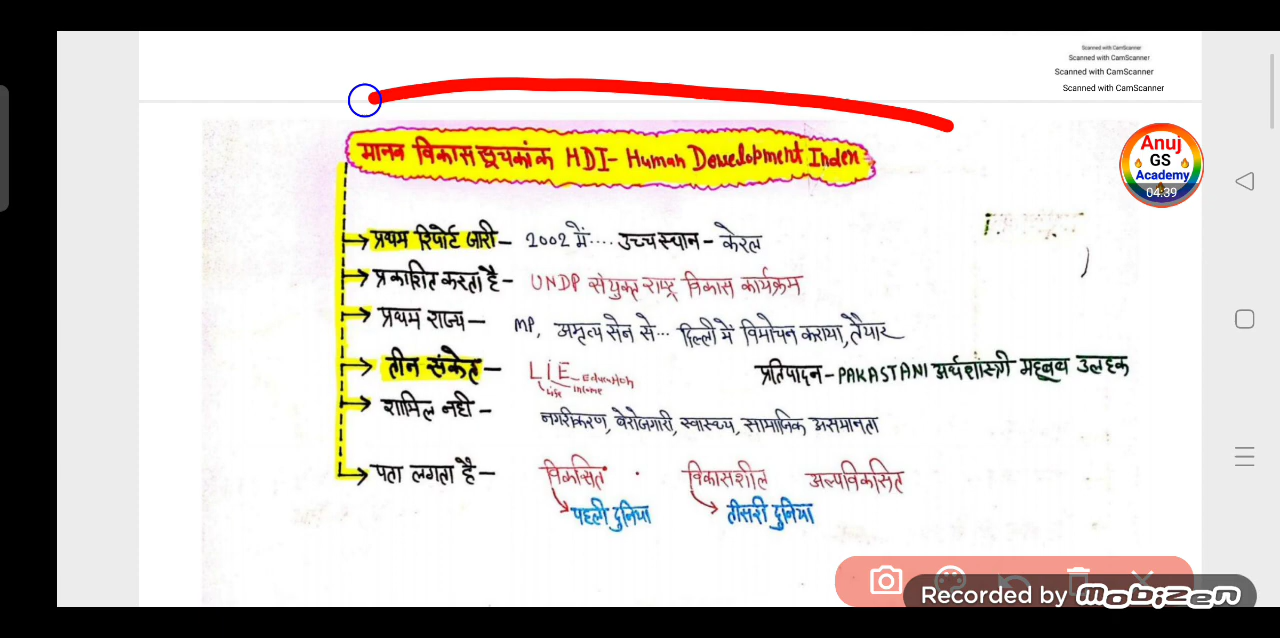 Scanned with CamScanner
Scanned with CamScanner
Scanned with CamScanner
Scanned with CamScanner
Anuj
GS
Academy
04:39
मानव विकास सूचकांक HDI- Human Development Index
प्रथम रिपोर्ट जारी - 2002 में.... उच्च स्थान - केरल
प्रकाशित करता है - UNDP संयुक्त राष्ट्र विकास कार्यक्रम
प्रथम राज्य - MP, अमृत्य सेन से... दिल्ली में विमोचन कराया, तैयार
तीन संकेत - LIE Education
Life Income
प्रतिपादन - PAKASTANI अर्थशास्त्री महबूब उल हक
शामिल नही - नगरीकरण, बेरोजगारी, स्वास्थ्य, सामाजिक असमानता
पता लगता है - विकसित विकासशील अल्पविकसित
पहली दुनिया तीसरी दुनिया
Recorded by MOBIZEN